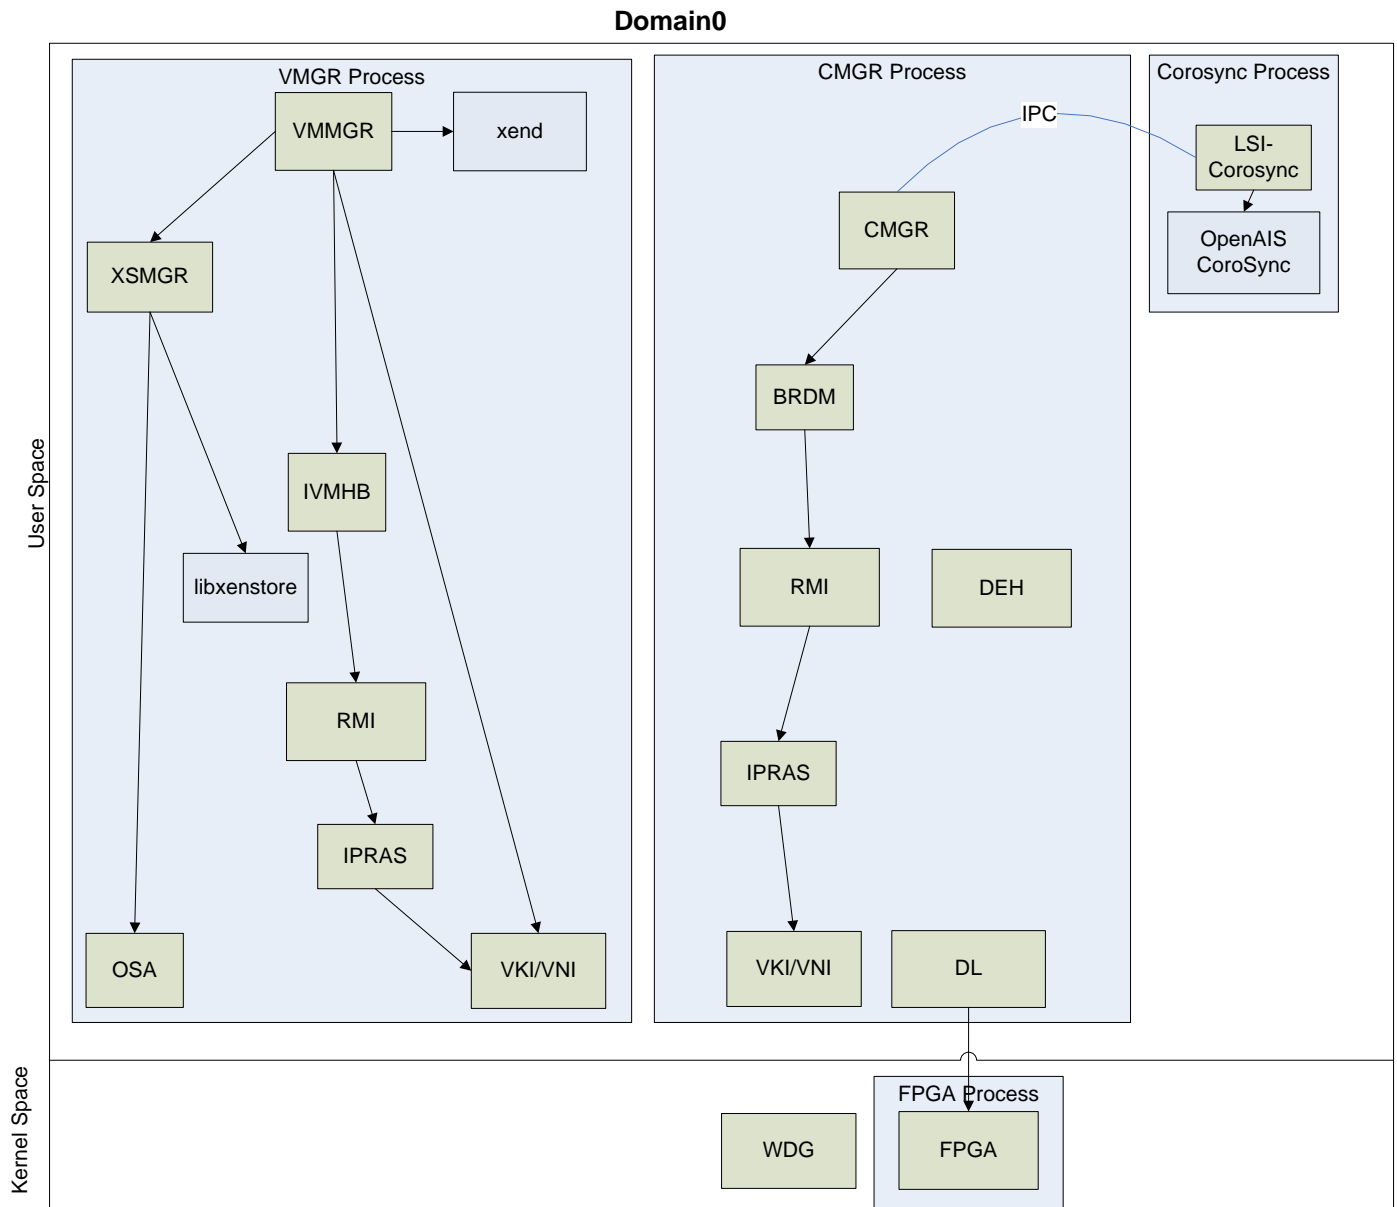 Domain0
VMGR Process
CMGR Process
Corosync Process
VMMGR
xend
IPC
LSI-
Corosync
CMGR
OpenAIS
CoroSync
XSMGR
BRDM
User Space
IVMHB
libxenstore
RMI
DEH
RMI
IPRAS
IPRAS
OSA
VKI/VNI
VKI/VNI
DL
Kernel Space
FPGA Process
WDG
FPGA